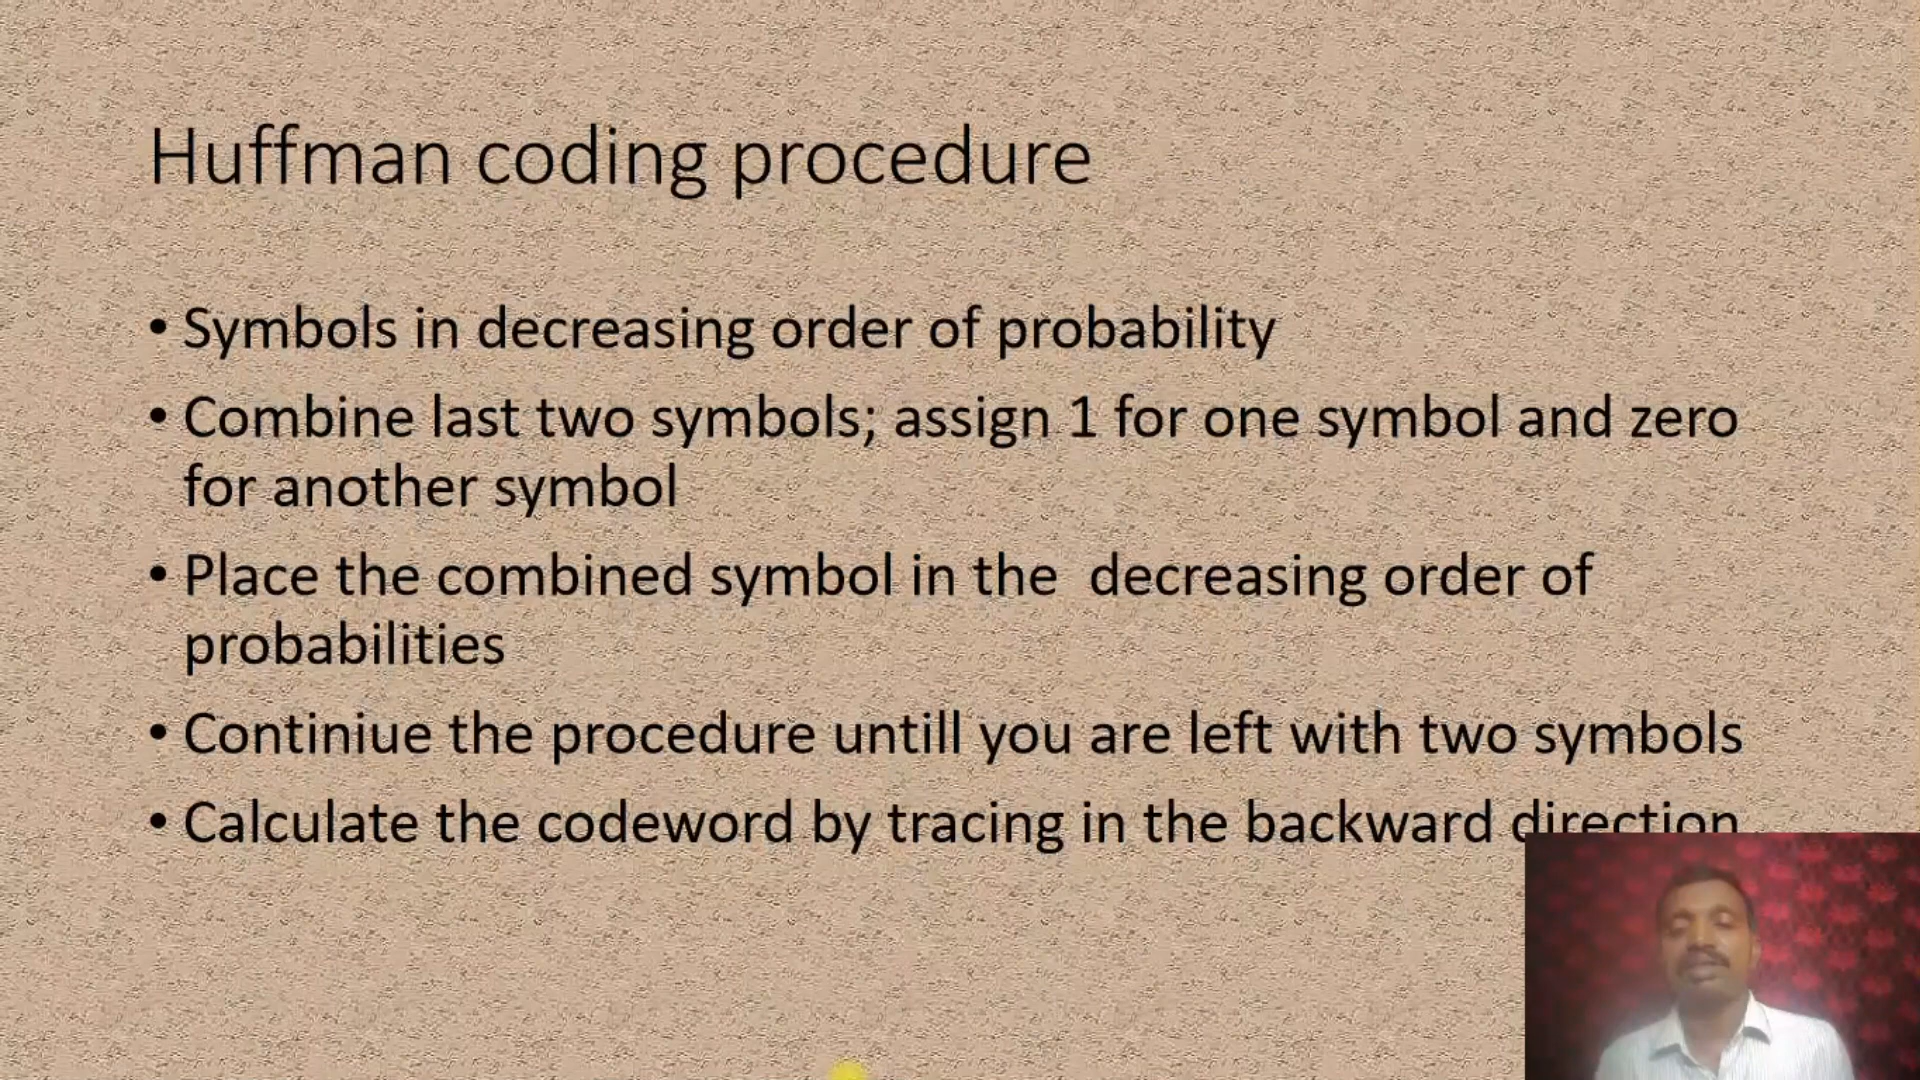 Huffman coding procedure
• Symbols in decreasing order of probability
• Combine last two symbols; assign 1 for one symbol and zero
for another symbol
• Place the combined symbol in the  decreasing order of
probabilities
• Continiue the procedure untill you are left with two symbols
• Calculate the codeword by tracing in the backward direction